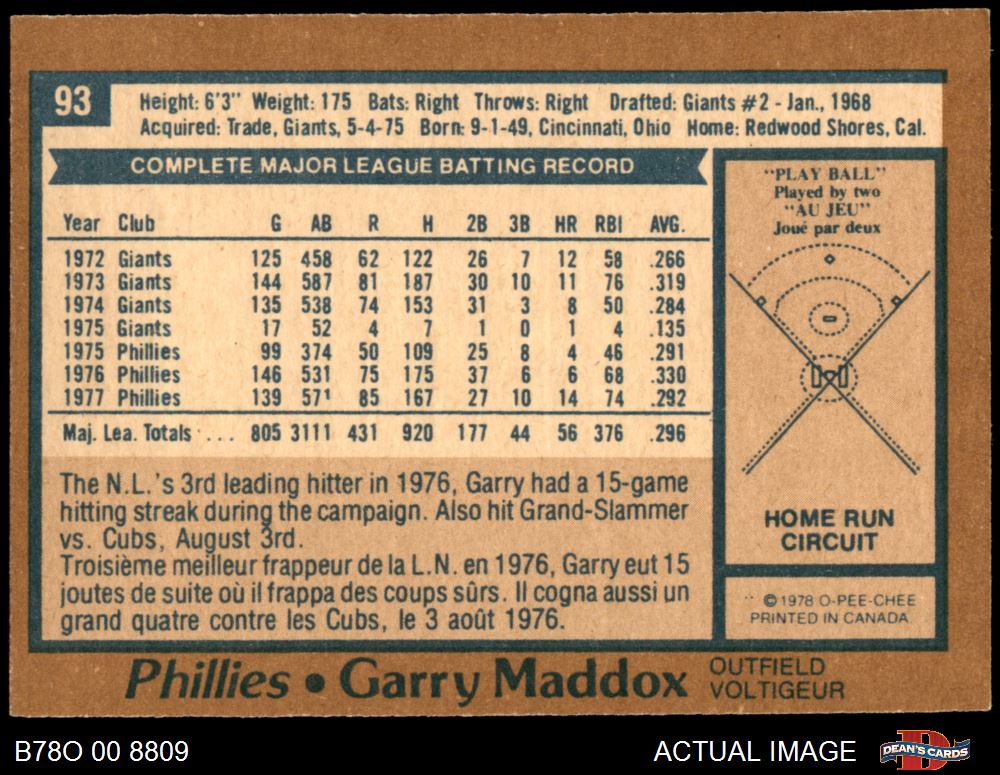 93
Height: 6'3" Weight: 175 Bats: Right Throws: Right Drafted: Giants #2 - Jan., 1968
Acquired: Trade, Giants, 5-4-75 Born: 9-1-49, Cincinnati, Ohio Home: Redwood Shores, Cal.
COMPLETE MAJOR LEAGUE BATTING RECORD
Year Club G AB R H 2B 3B HR RBI AVG.
1972 Giants 125 458 62 122 26 7 12 58 .266
1973 Giants 144 587 81 187 30 10 11 76 .319
1974 Giants 135 538 74 153 31 3 8 50 .284
1975 Giants 17 52 4 7 1 0 1 4 .135
1975 Phillies 99 374 50 109 25 8 4 46 .291
1976 Phillies 146 531 75 175 37 6 6 68 .330
1977 Phillies 139 571 85 167 27 10 14 74 .292
Maj. Lea. Totals ... 805 3111 431 920 177 44 56 376 .296
The N.L.'s 3rd leading hitter in 1976, Garry had a 15-game
hitting streak during the campaign. Also hit Grand-Slammer
vs. Cubs, August 3rd.
Troisième meilleur frappeur de la L.N. en 1976, Garry eut 15
joutes de suite où il frappa des coups sûrs. Il cogna aussi un
grand quatre contre les Cubs, le 3 août 1976.
"PLAY BALL"
Played by two
"AU JEU"
Joué par deux
HOME RUN
CIRCUIT
©1978 O-PEE-CHEE
PRINTED IN CANADA
Phillies • Garry Maddox
OUTFIELD
VOLTIGEUR
B78O 00 8809
ACTUAL IMAGE
D
DEAN'S CARDS